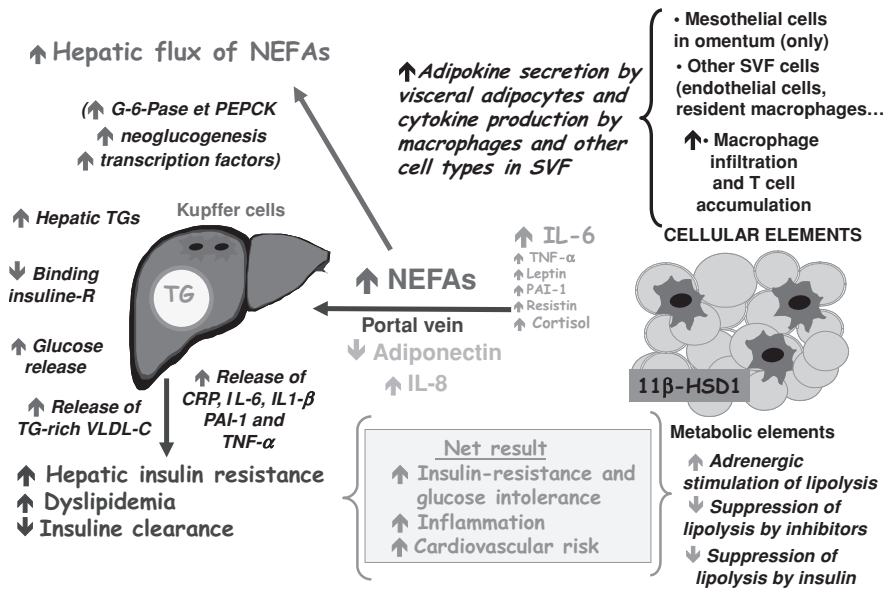 ↑ Hepatic flux of NEFAs
(↑ G-6-Pase et PEPCK
↑ neoglucogenesis
↑ transcription factors)
↑ Adipokine secretion by
visceral adipocytes and
cytokine production by
macrophages and other
cell types in SVF
• Mesothelial cells
in omentum (only)
• Other SVF cells
(endothelial cells,
resident macrophages...
↑• Macrophage
infiltration
and T cell
accumulation
CELLULAR ELEMENTS
↑ Hepatic TGs
Kupffer cells
↓ Binding
insuline-R
TG
↑ Glucose
release
↑ NEFAs
Portal vein
↓ Adiponectin
↑ IL-8
↑ IL-6
↑ TNF-α
↑ Leptin
↑ PAI-1
↑ Resistin
↑ Cortisol
11β-HSD1
↑ Release of
TG-rich VLDL-C
↑ Release of
CRP, I L-6, IL1-β
PAI-1 and
TNF-α
↑ Hepatic insulin resistance
↑ Dyslipidemia
↓ Insuline clearance
Net result
↑ Insulin-resistance and
glucose intolerance
↑ Inflammation
↑ Cardiovascular risk
Metabolic elements
↑ Adrenergic
stimulation of lipolysis
↓ Suppression of
lipolysis by inhibitors
↓ Suppression of
lipolysis by insulin